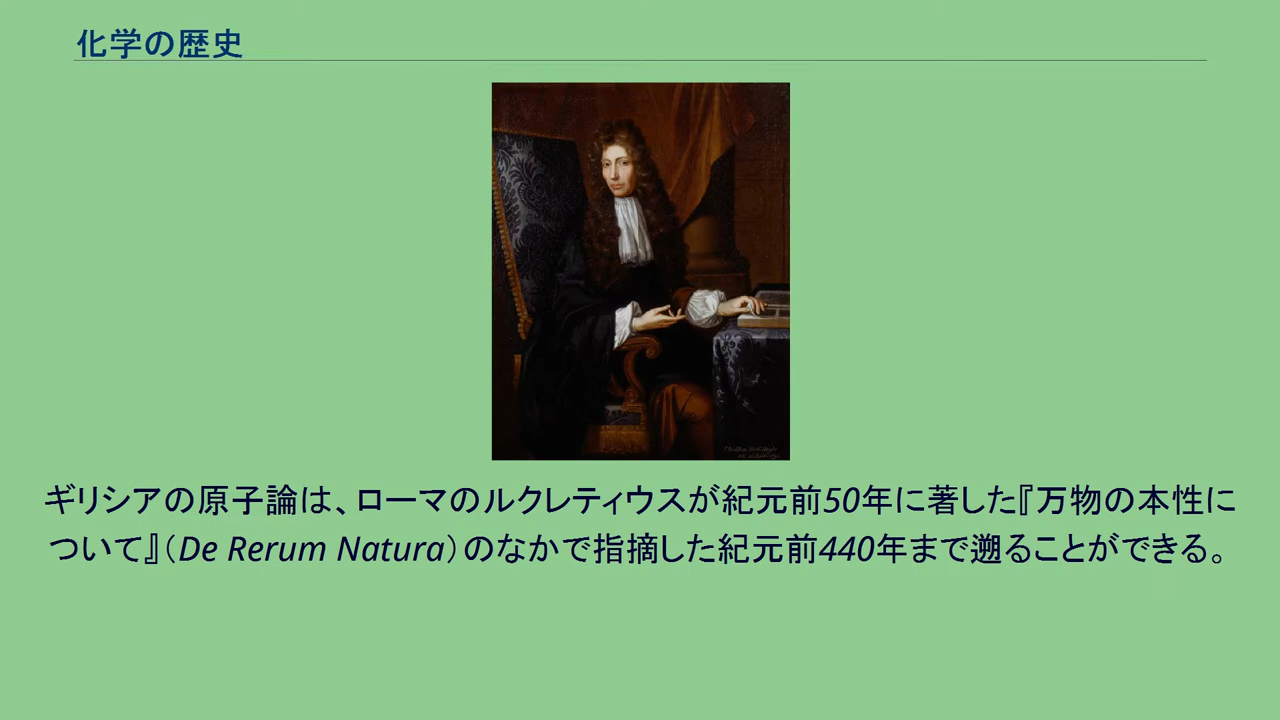 化学の歴史
ギリシアの原子論は、ローマのルクレティウスが紀元前50年に著した『万物の本性に
ついて』（De Rerum Natura）のなかで指摘した紀元前440年まで遡ることができる。